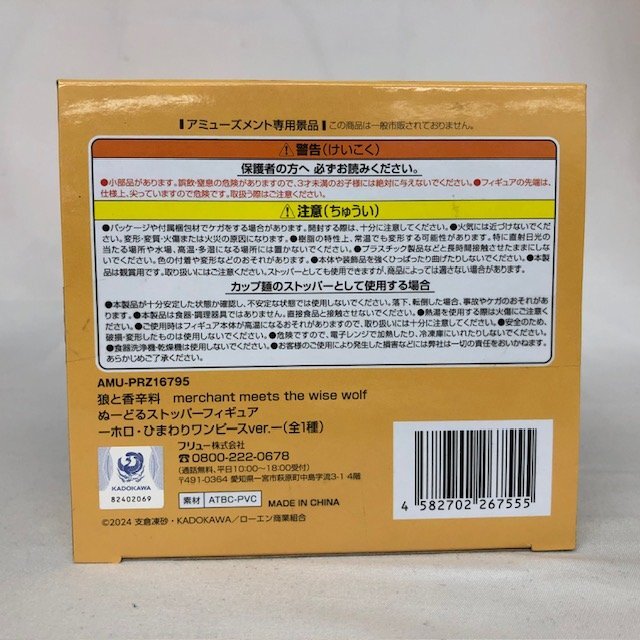 ┃アミューズメント専用景品┃この商品は一般市販されておりません。
⚠警告(けいこく)
保護者の方へ 必ずお読みください。
●小部品があります。誤飲・窒息の危険がありますので、3才未満のお子様には絶対に与えないでください。●フィギュアの先端は、
仕様上、尖っていますので危険です。取扱う際はご注意ください。
⚠注意(ちゅうい)
●パッケージや付属梱包材でケガをする場合があります。開封する際は、十分に注意してください。●火気には近づけないでくだ
さい。変形・変質・火傷または火災の原因になります。●樹脂の特性上、常温でも変形する可能性があります。特に直射日光の
当たる場所や水場、高温・多湿になる場所には置かないでください。●プラスチック製品などと長時間接触させたままに
しないでください。色の付着や変形などのおそれがあります。●本体や装飾品を強くひっぱったり曲げたりしないでください。●本製
品は観賞用です。取り扱いにはご注意ください。ストッパーとしても使用できますが、商品によっては適さない場合があります。
カップ麺のストッパーとして使用する場合
●本製品が十分安定した状態か確認し、不安定な状態では使用しないでください。落下、転倒した場合、事故やケガのおそれがあり
ます。●本製品は食器・調理器具ではありません。直接食品と接触させないでください。●熱湯を使用する際は火傷にご注意くださ
い。●ご使用時はフィギュア本体が高温になるおそれがありますので、取り扱いには十分に注意してください。●安全のため、
破損・変形したものは使用しないでください。●危険ですので、電子レンジで加熱したり、冷凍庫にいれたりしないでください。
●食器洗浄機・乾燥機は使用しないでください。●お客様のご使用により発生した損害などには弊社は一切の責任をおいかねます。
あらかじめご了承ください。
AMU-PRZ16795
狼と香辛料 merchant meets the wise wolf
ぬーどるストッパーフィギュア
ーホロ・ひまわりワンピースver.ー(全1種)
フリュー株式会社
☎0800-222-0678
(通話無料、平日10:00～18:00受付)
〒491-0364 愛知県一宮市萩原町中島字流3-1 4階
KADOKAWA
82402069
素材 ATBC-PVC MADE IN CHINA
©2024 支倉凍砂・KADOKAWA/ローエン商業組合
4 582702 267555